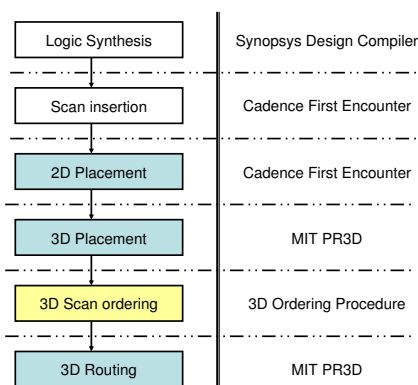 Logic Synthesis
Synopsys Design Compiler
Scan insertion
Cadence First Encounter
2D Placement
Cadence First Encounter
3D Placement
MIT PR3D
3D Scan ordering
3D Ordering Procedure
3D Routing
MIT PR3D